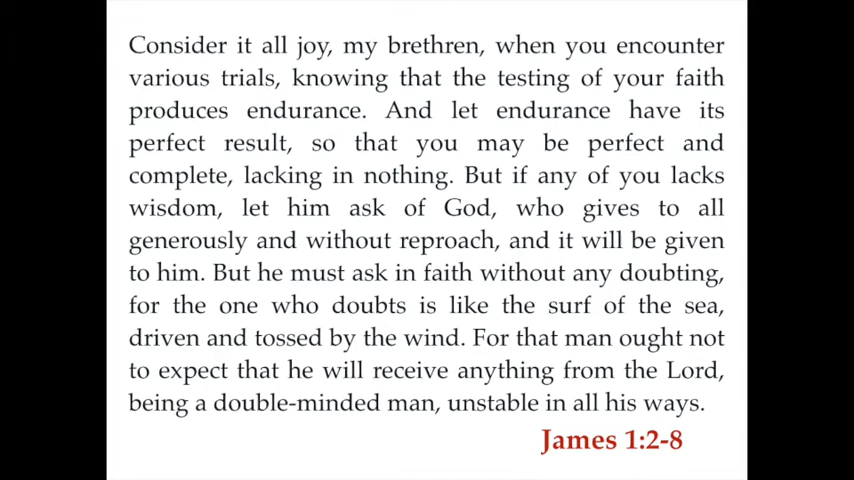 Consider it all joy, my brethren, when you encounter
various trials, knowing that the testing of your faith
produces endurance. And let endurance have its
perfect result, so that you may be perfect and
complete, lacking in nothing. But if any of you lacks
wisdom, let him ask of God, who gives to all
generously and without reproach, and it will be given
to him. But he must ask in faith without any doubting,
for the one who doubts is like the surf of the sea,
driven and tossed by the wind. For that man ought not
to expect that he will receive anything from the Lord,
being a double-minded man, unstable in all his ways.
James 1:2-8